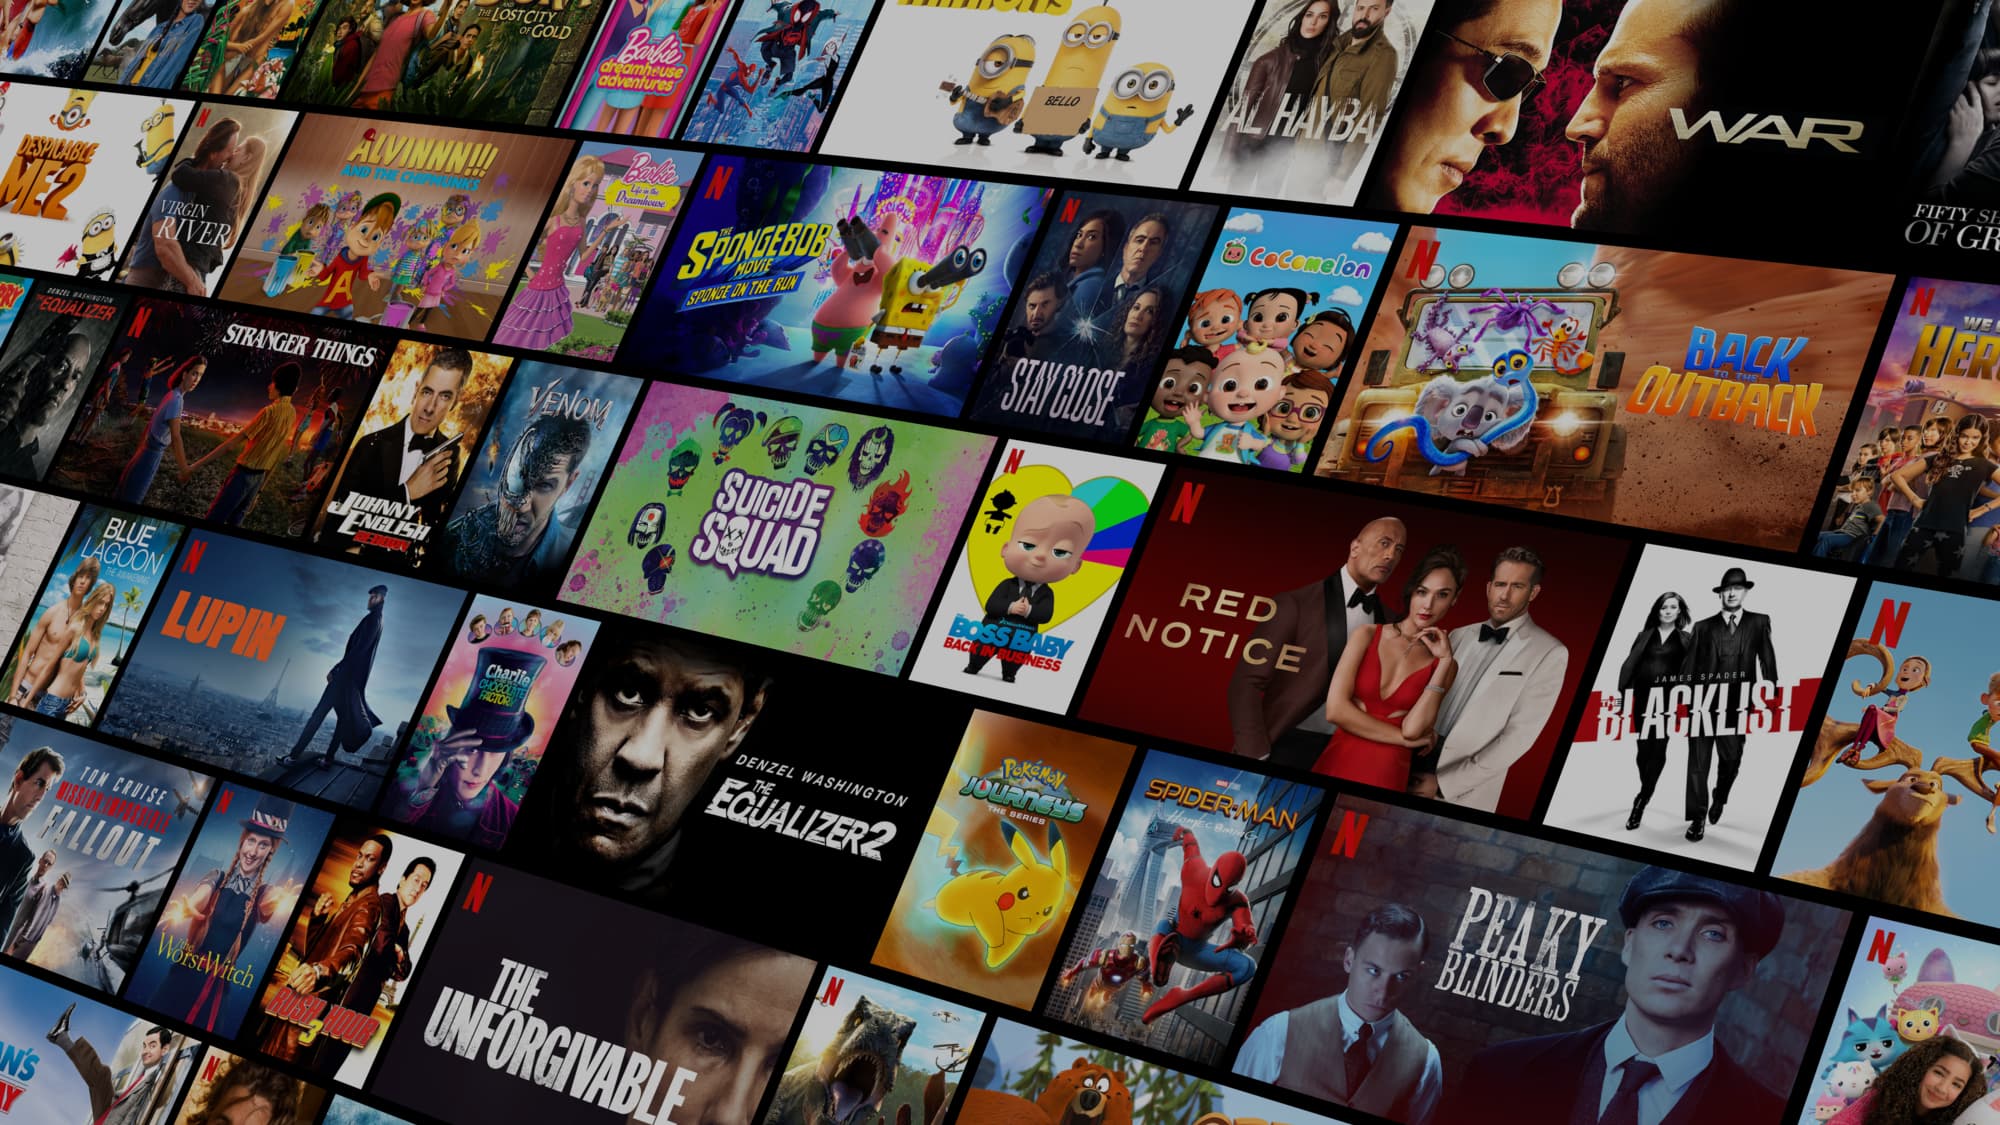 THE LOST CITY
OF GOLD
Barbie
dreamhouse
adventures
BELLO
AL HAYBA
WAR
FIFTY
OF
DESPICABLE
ME 2
VIRGIN
RIVER
ALVINNN!!!
AND THE CHIPMUNKS
Barbie
Life in the
Dreamhouse
THE
SPONGEBOB
MOVIE
SPONGE ON THE RUN
STAY CLOSE
CoComelon
BACK
TO THE
OUTBACK
WE
DENZEL WASHINGTON
THE
EQUALIZER
STRANGER THINGS
JOHNNY
ENGLISH
REBORN
VENOM
SUICIDE
SQUAD
THE
BOSS BABY
BACK IN BUSINESS
RED
NOTICE
JAMES SPADER
THE
BLACKLIST
BLUE
LAGOON
THE AWAKENING
LUPIN
Charlie
AND THE
CHOCOLATE
FACTORY
DENZEL WASHINGTON
THE
EQUALIZER 2
POKÉMON
JOURNEYS
THE SERIES
MARVEL STUDIOS
SPIDER-MAN
HOMECOMING
PEAKY
BLINDERS
TOM CRUISE
MISSION: IMPOSSIBLE
FALLOUT
the
Worst Witch
RUSH HOUR
3
THE
UNFORGIVABLE